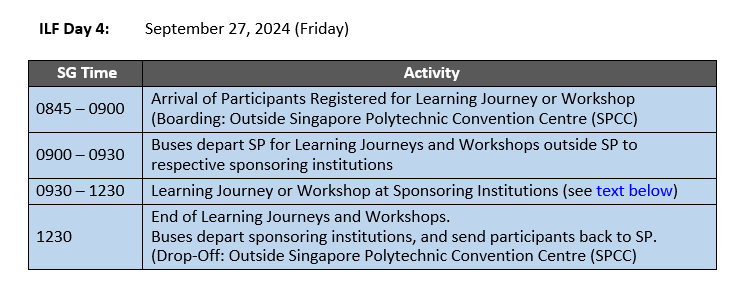 ILF Day 4: September 27, 2024 (Friday)
SG Time Activity
0845 – 0900 Arrival of Participants Registered for Learning Journey or Workshop
(Boarding: Outside Singapore Polytechnic Convention Centre (SPCC)
0900 – 0930 Buses depart SP for Learning Journeys and Workshops outside SP to
respective sponsoring institutions
0930 – 1230 Learning Journey or Workshop at Sponsoring Institutions (see text below)
End of Learning Journeys and Workshops.
1230 Buses depart sponsoring institutions, and send participants back to SP.
(Drop-Off: Outside Singapore Polytechnic Convention Centre (SPCC)